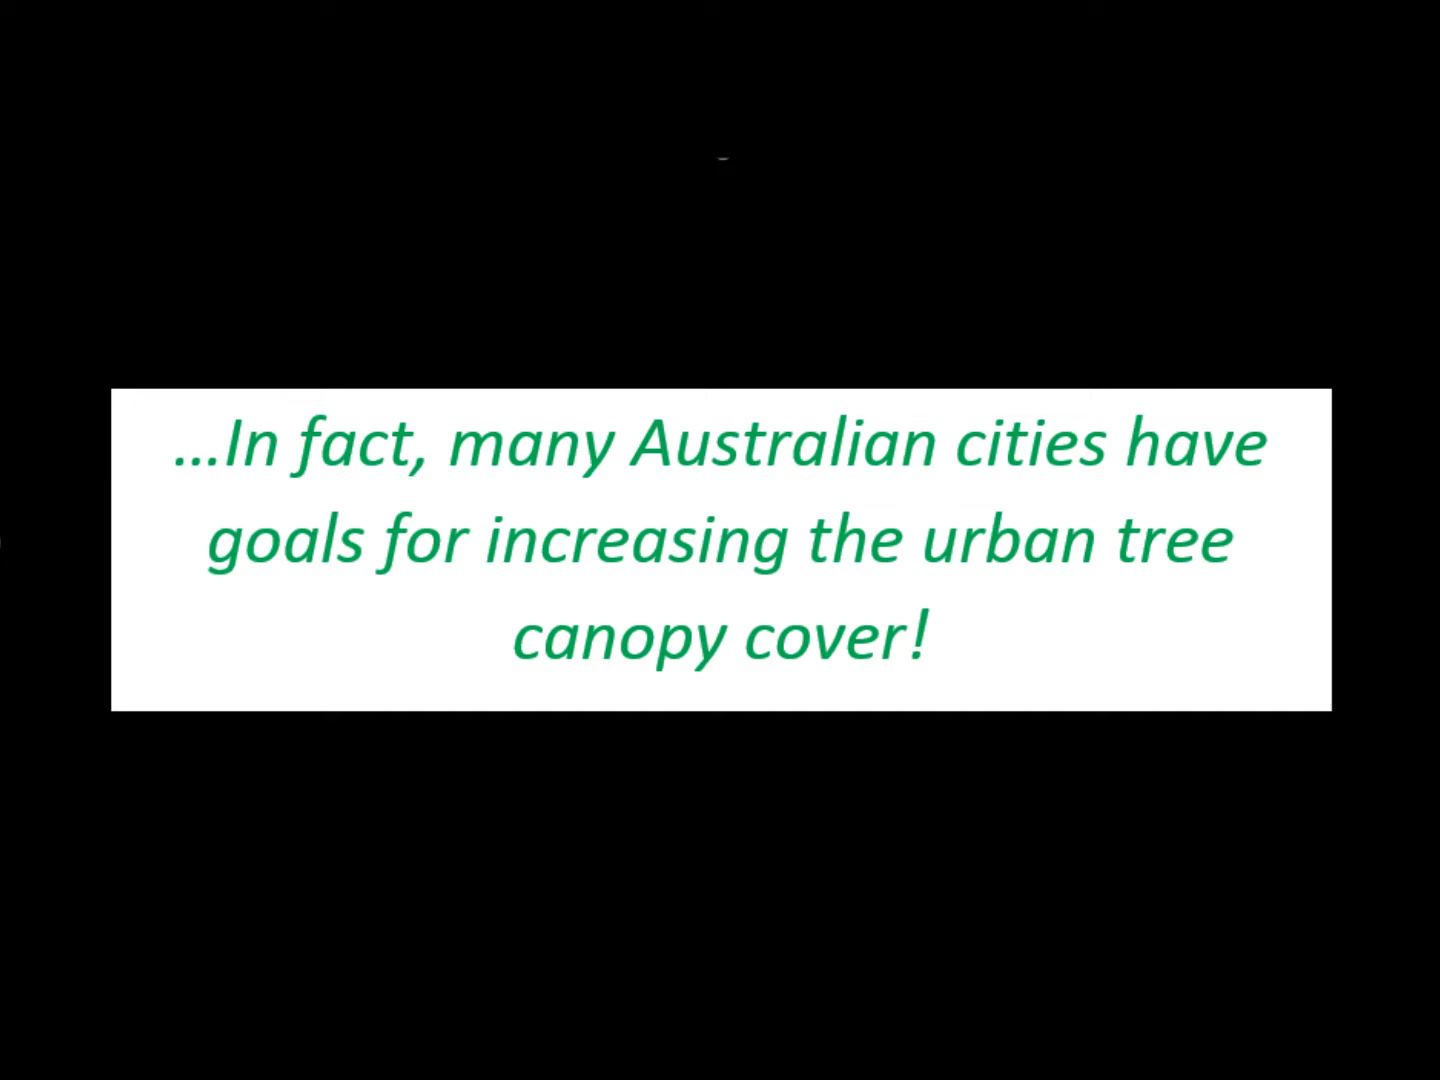 ...In fact, many Australian cities have
goals for increasing the urban tree
canopy cover!